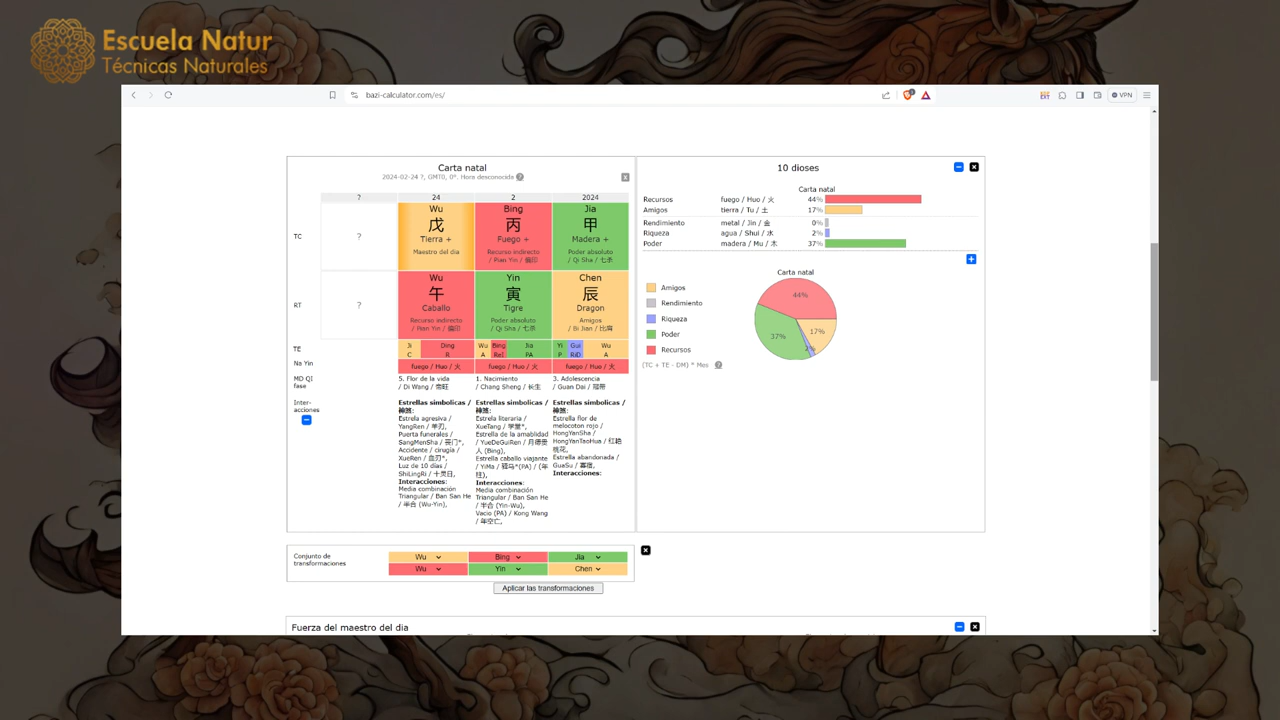 Escuela Natur
Técnicas Naturales
bazi-calculator.com/es/
VPN
Carta natal
2024-02-24 ?, GMT0, 0°. Hora desconocida
? 24 2 2024
TC ?
Wu
戊
Tierra +
Maestro del dia
Bing
丙
Fuego +
Recurso indirecto
/ Pian Yin / 偏印
Jia
甲
Madera +
Poder absoluto
/ Qi Sha / 七杀
RT ?
Wu
午
Caballo
Recurso indirecto
/ Pian Yin / 偏印
Yin
寅
Tigre
Poder absoluto
/ Qi Sha / 七杀
Chen
辰
Dragon
Amigos
/ Bi Jian / 比肩
TE
Ji Ding Wu Bing Jia Yi Gui Wu
C R A ReI PA P RiD A
Na Yin fuego / Huo / 火 fuego / Huo / 火 fuego / Huo / 火
MD QI
fase
5. Flor de la vida
/ Di Wang / 帝旺
1. Nacimiento
/ Chang Sheng / 长生
3. Adolescencia
/ Guan Dai / 冠带
Inter-
acciones
Estrellas simbolicas /
神煞:
Estrela agresiva /
YangRen / 羊刃,
Puerta funerales /
SangMenSha / 丧门*,
Accidente / cirugía /
XueRen / 血刃*,
Luz de 10 días /
ShiLingRi / 十灵日,
Interacciones:
Media combinación
Triangular / Ban San He
/ 半合 (Wu-Yin),
Estrellas simbolicas /
神煞:
Estrela literaria /
XueTang / 学堂*,
Estrella de la amabilidad
/ YueDeGuiRen / 月德贵
人 (Bing),
Estrella caballo viajante
/ YiMa / 驿马*(PA) / (年
柱),
Interacciones:
Media combinación
Triangular / Ban San He
/ 半合 (Yin-Wu),
Vacio (PA) / Kong Wang
/ 年空亡,
Estrellas simbolicas /
神煞:
Estrella flor de
melocoton rojo /
HongYanSha /
HongYanTaoHua / 红艳
桃花,
Estrella abandonada /
GuaSu / 寡宿,
Interacciones:
10 dioses
Carta natal
Recursos fuego / Huo / 火 44%
Amigos tierra / Tu / 土 17%
Rendimiento metal / Jin / 金 0%
Riqueza agua / Shui / 水 2%
Poder madera / Mu / 木 37%
Carta natal
Amigos
Rendimiento
Riqueza
Poder
Recursos
44%
17%
37%
2%
(TC + TE - DM) * Mes
Conjunto de
transformaciones
Wu Bing Jia
Wu Yin Chen
Aplicar las transformaciones
Fuerza del maestro del dia